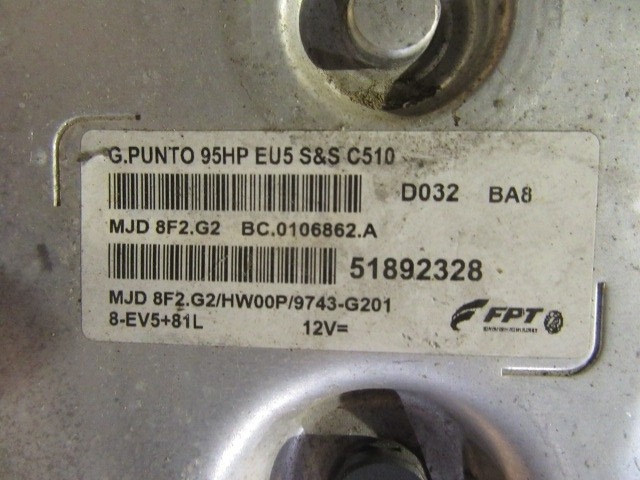 G.PUNTO 95HP EU5 S&S C510
D032 BA8
MJD 8F2.G2 BC.0106862.A
51892328
MJD 8F2.G2/HW00P/9743-G201
8-EV5+81L 12V=
FPT